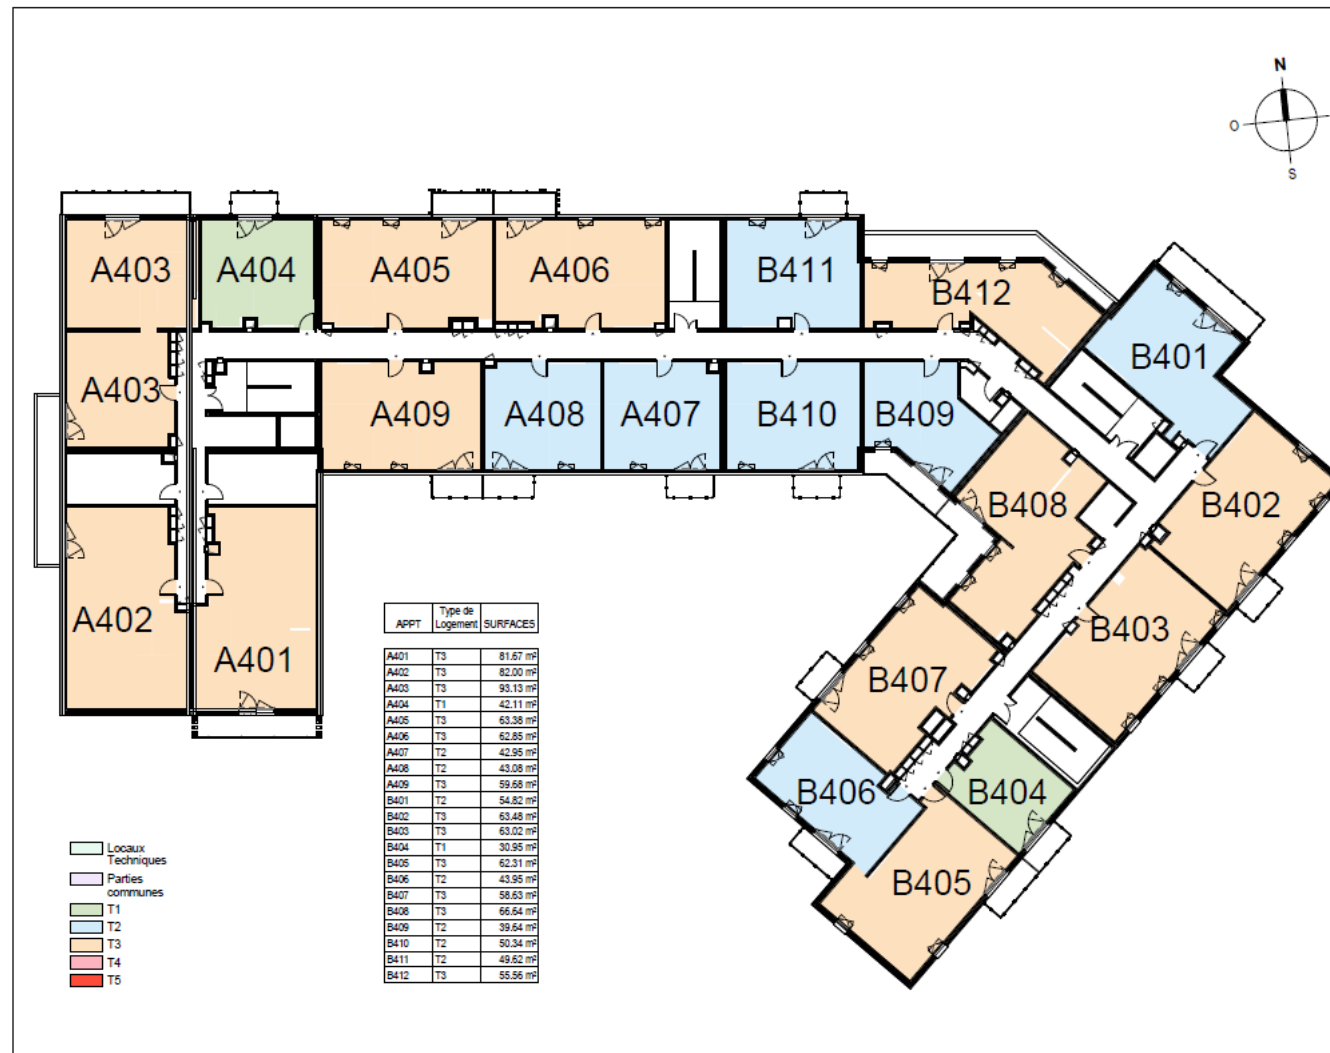 N
O
S
A403
A404
A405
A406
B411
B412
B401
A403
A409
A408
A407
B410
B409
B408
B402
A402
A401
B407
B403
B406
B404
B405
APPT Type de Logement SURFACES
A401 T3 81.67 m²
A402 T3 82.00 m²
A403 T3 93.13 m²
A404 T1 42.11 m²
A405 T3 63.38 m²
A406 T3 62.85 m²
A407 T2 42.95 m²
A408 T2 43.08 m²
A409 T3 59.68 m²
B401 T2 54.82 m²
B402 T3 63.48 m²
B403 T3 63.02 m²
B404 T1 30.95 m²
B405 T3 62.31 m²
B406 T2 43.95 m²
B407 T3 58.63 m²
B408 T3 66.64 m²
B409 T2 39.64 m²
B410 T2 50.34 m²
B411 T2 49.62 m²
B412 T3 55.56 m²
Locaux
Techniques
Parties
communes
T1
T2
T3
T4
T5